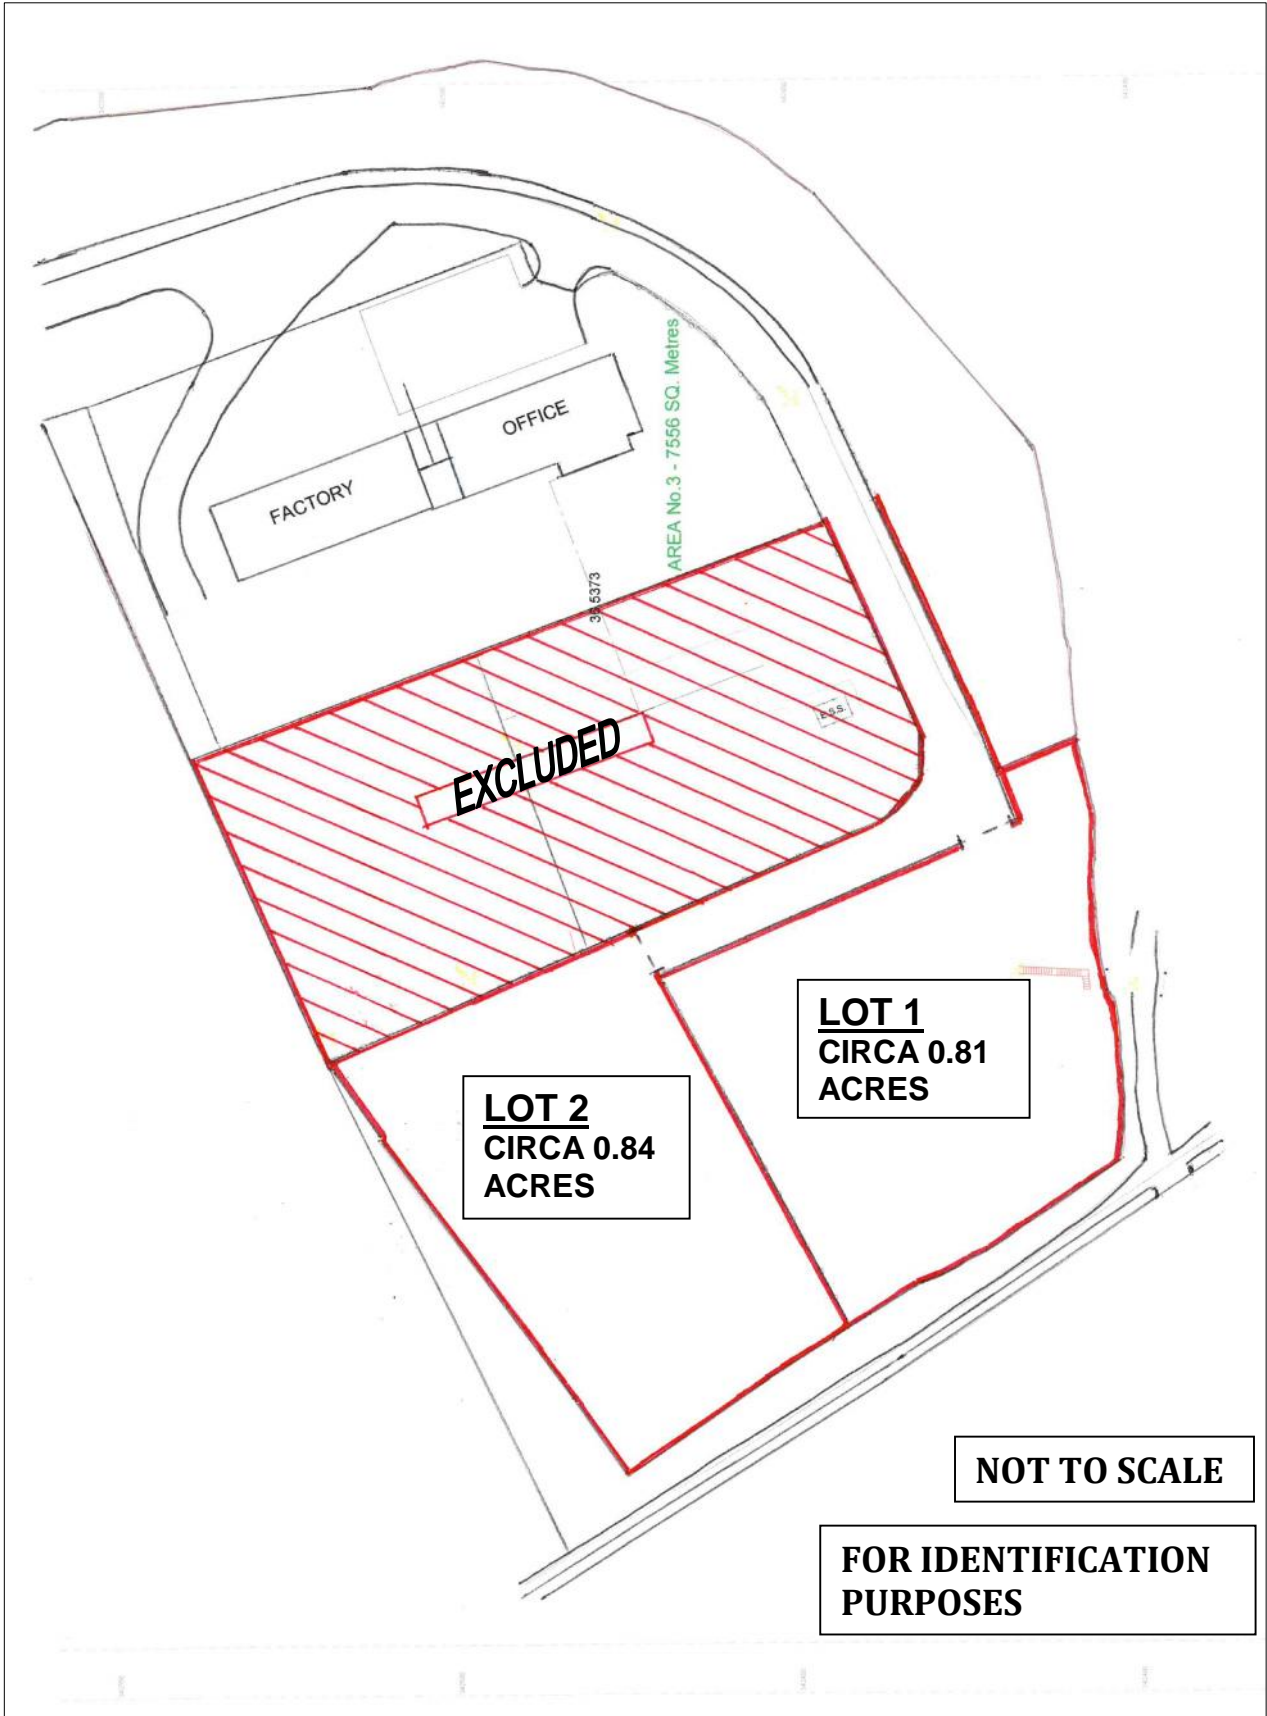 OFFICE
FACTORY
AREA No.3 - 7556 SQ. Metres
36.5373
E.S.S.
EXCLUDED
LOT 1
CIRCA 0.81
ACRES
LOT 2
CIRCA 0.84
ACRES
NOT TO SCALE
FOR IDENTIFICATION
PURPOSES